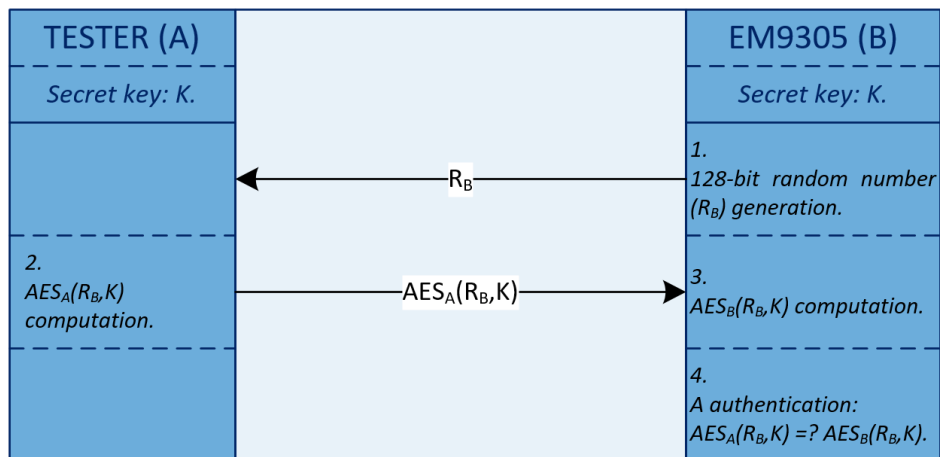 TESTER (A)
EM9305 (B)
Secret key: K.
Secret key: K.
1.
128-bit random number
(R_B) generation.
R_B
2.
AES_A(R_B,K)
computation.
AES_A(R_B,K)
3.
AES_B(R_B,K) computation.
4.
A authentication:
AES_A(R_B,K) =? AES_B(R_B,K).